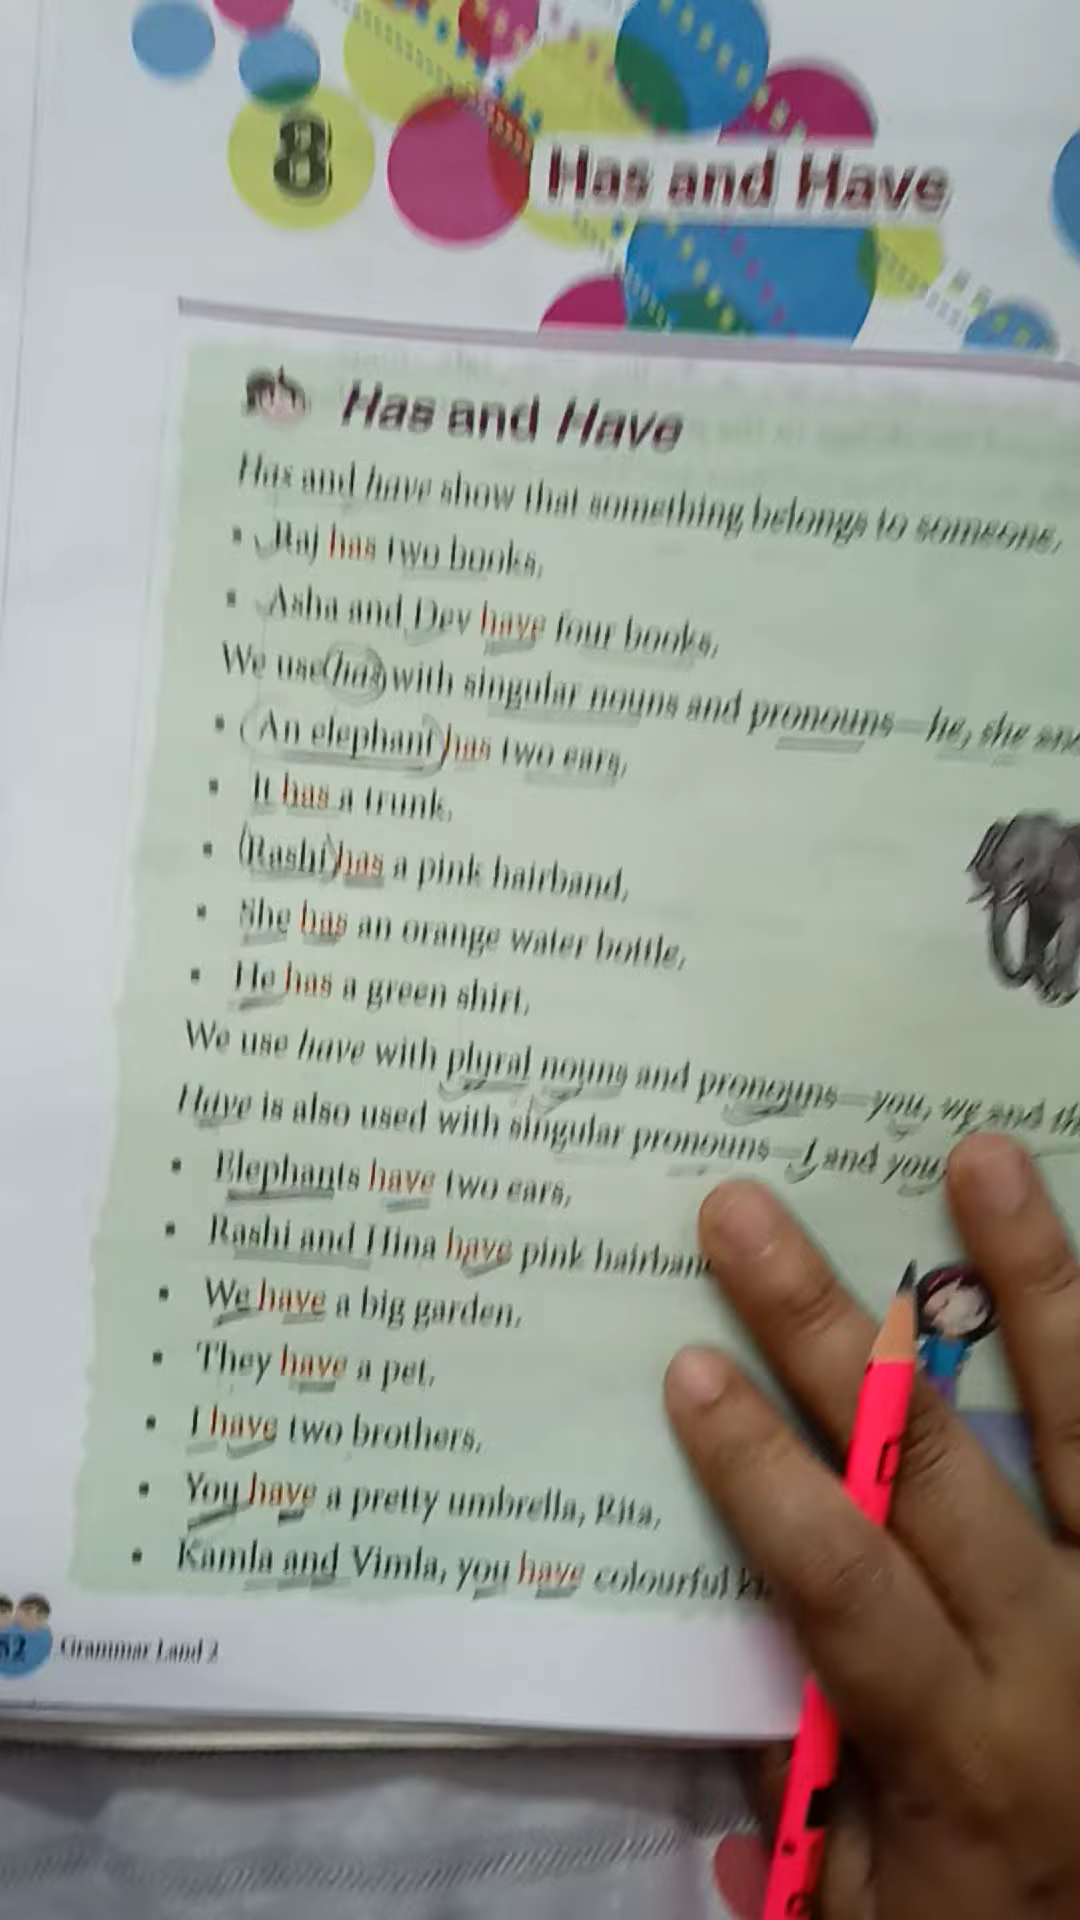 8
Has and Have
Has and Have
Has and have show that something belongs to someone.
• Raj has two books.
• Asha and Dev have four books.
We use has with singular nouns and pronouns—he, she and
• An elephant has two ears.
• It has a trunk.
• Rashi has a pink hairband.
• She has an orange water bottle.
• He has a green shirt.
We use have with plural nouns and pronouns—you, we and
Have is also used with singular pronouns—I and you.
• Elephants have two ears.
• Rashi and Hina have pink
• We have a big garden.
• They have a pet.
• I have two brothers.
• You have a pretty umbrella, Rita.
• Kamla and Vimla, you have colourful
52 Grammar Land 2